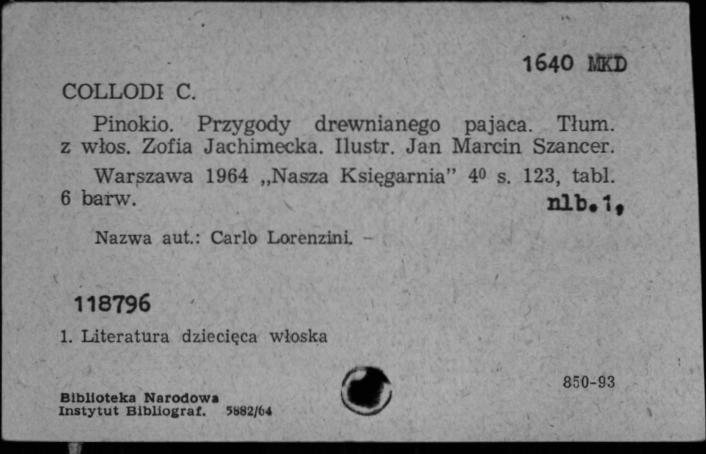 1640 MKD
COLLODI C.
Pinokio. Przygody drewnianego pajaca. Tłum.
z włos. Zofia Jachimecka. Ilustr. Jan Marcin Szancer.
Warszawa 1964 „Nasza Księgarnia” 4⁰ s. 123, tabl.
6 barw. nlb. 1,
Nazwa aut.: Carlo Lorenzini. –
118796
1. Literatura dziecięca włoska
850-93
Biblioteka Narodowa
Instytut Bibliograf. 5882/64